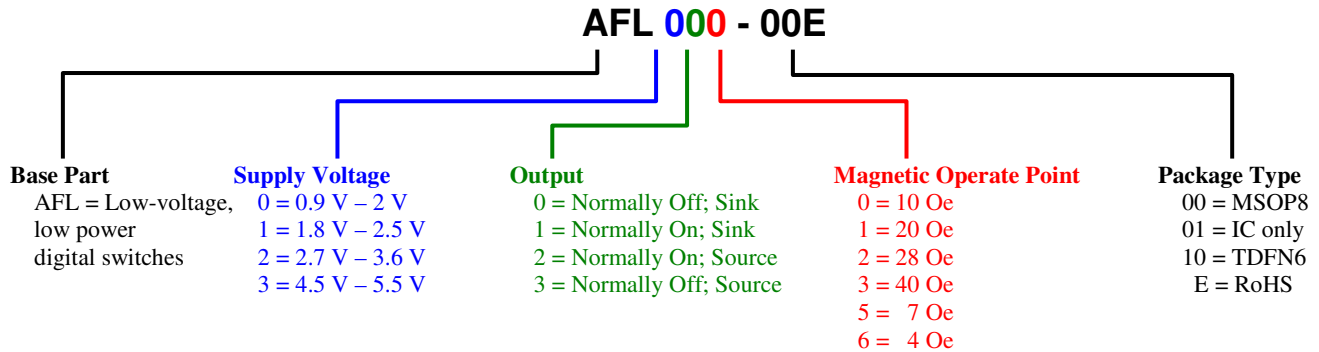 AFL 000 - 00E
Base Part
AFL = Low-voltage,
low power
digital switches
Supply Voltage
0 = 0.9 V – 2 V
1 = 1.8 V – 2.5 V
2 = 2.7 V – 3.6 V
3 = 4.5 V – 5.5 V
Output
0 = Normally Off; Sink
1 = Normally On; Sink
2 = Normally On; Source
3 = Normally Off; Source
Magnetic Operate Point
0 = 10 Oe
1 = 20 Oe
2 = 28 Oe
3 = 40 Oe
5 = 7 Oe
6 = 4 Oe
Package Type
00 = MSOP8
01 = IC only
10 = TDFN6
E = RoHS